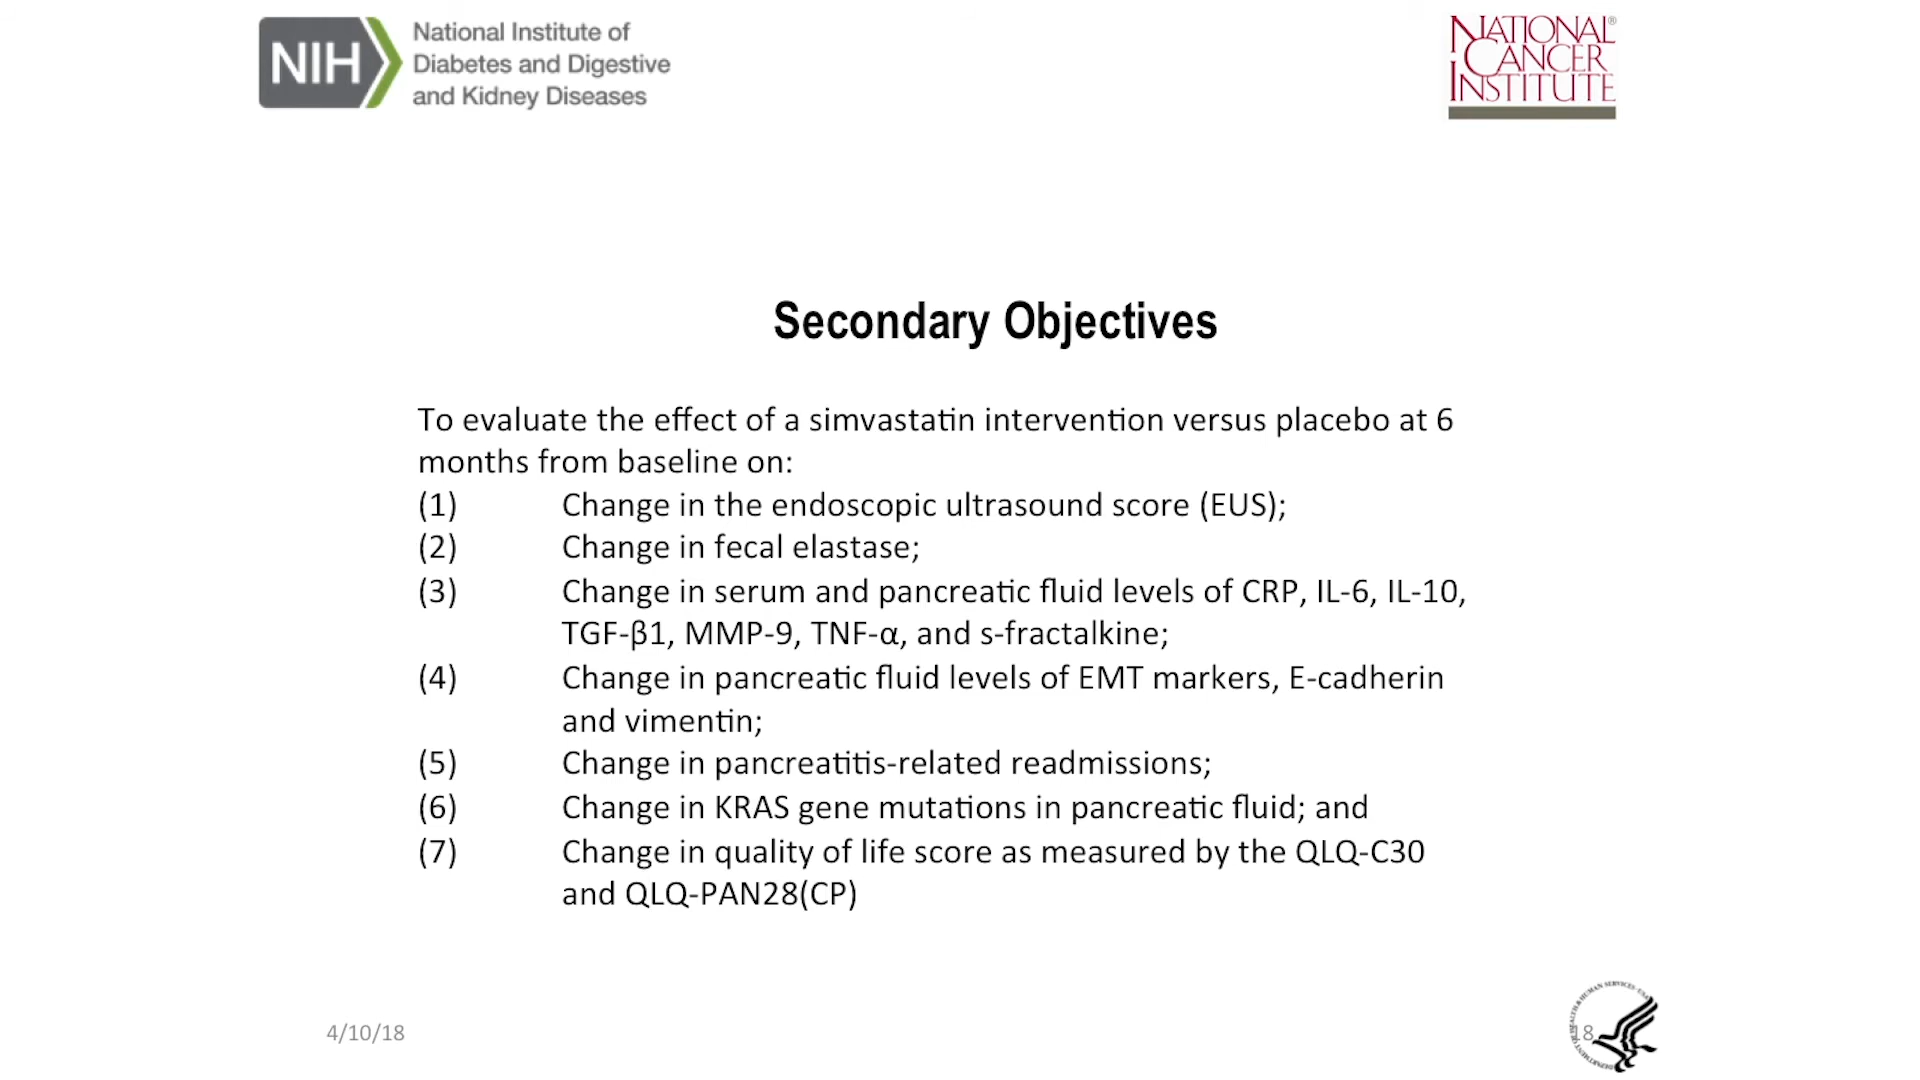 NIH
National Institute of
Diabetes and Digestive
and Kidney Diseases
NATIONAL®
CANCER
INSTITUTE
Secondary Objectives
To evaluate the effect of a simvastatin intervention versus placebo at 6
months from baseline on:
(1) Change in the endoscopic ultrasound score (EUS);
(2) Change in fecal elastase;
(3) Change in serum and pancreatic fluid levels of CRP, IL-6, IL-10,
TGF-β1, MMP-9, TNF-α, and s-fractalkine;
(4) Change in pancreatic fluid levels of EMT markers, E-cadherin
and vimentin;
(5) Change in pancreatitis-related readmissions;
(6) Change in KRAS gene mutations in pancreatic fluid; and
(7) Change in quality of life score as measured by the QLQ-C30
and QLQ-PAN28(CP)
4/10/18
18